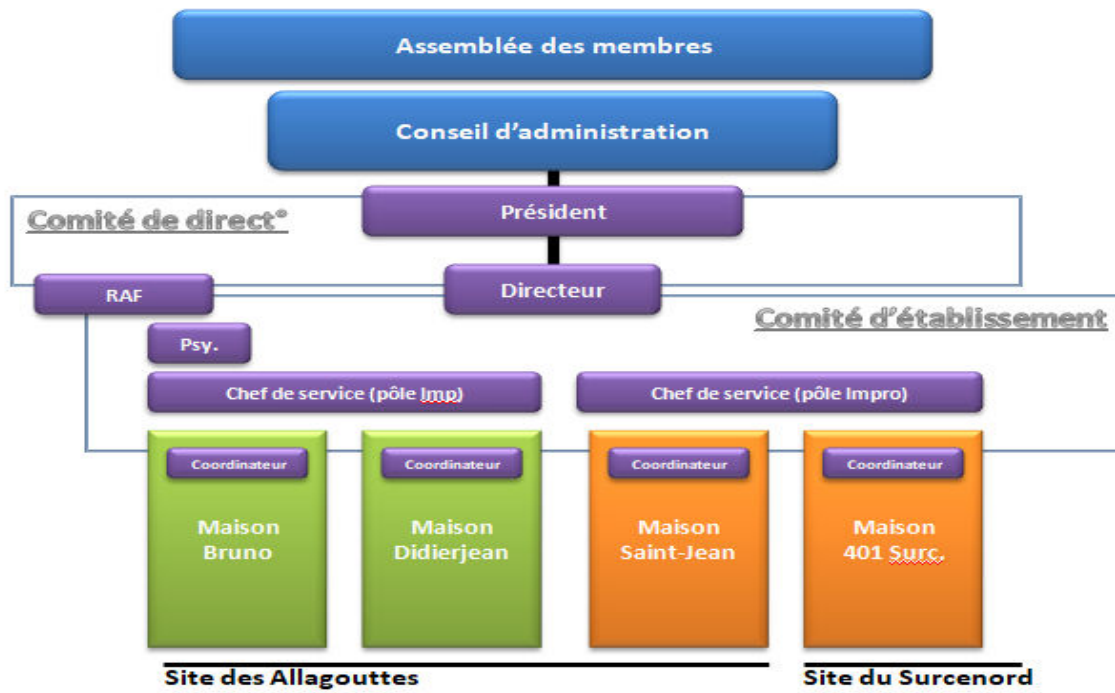 Assemblée des membres
Conseil d'administration
Président
Comité de direct°
Directeur
RAF
Comité d'établissement
Psy.
Chef de service (pôle Imp)
Chef de service (pôle Impro)
Coordinateur
Coordinateur
Coordinateur
Coordinateur
Maison
Bruno
Maison
Didierjean
Maison
Saint-Jean
Maison
401 Surc.
Site des Allagouttes
Site du Surcenord